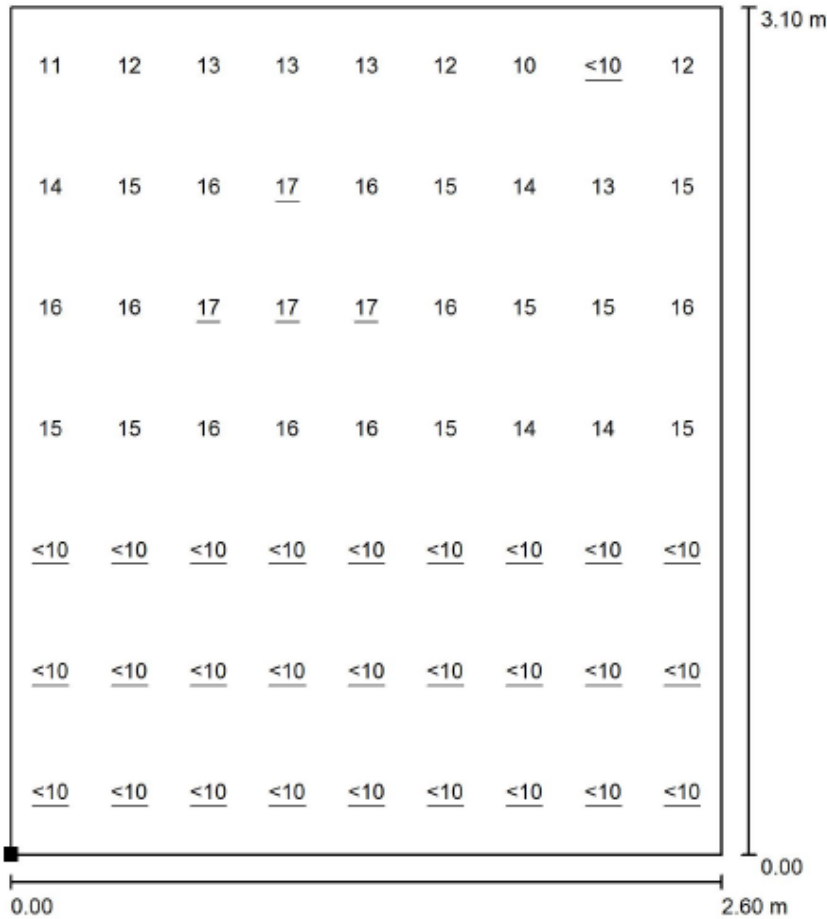 3.10 m
11 12 13 13 13 12 10 <10 12
14 15 16 17 16 15 14 13 15
16 16 17 17 17 16 15 15 16
15 15 16 16 16 15 14 14 15
<10 <10 <10 <10 <10 <10 <10 <10 <10
<10 <10 <10 <10 <10 <10 <10 <10 <10
<10 <10 <10 <10 <10 <10 <10 <10 <10
0.00
0.00 2.60 m